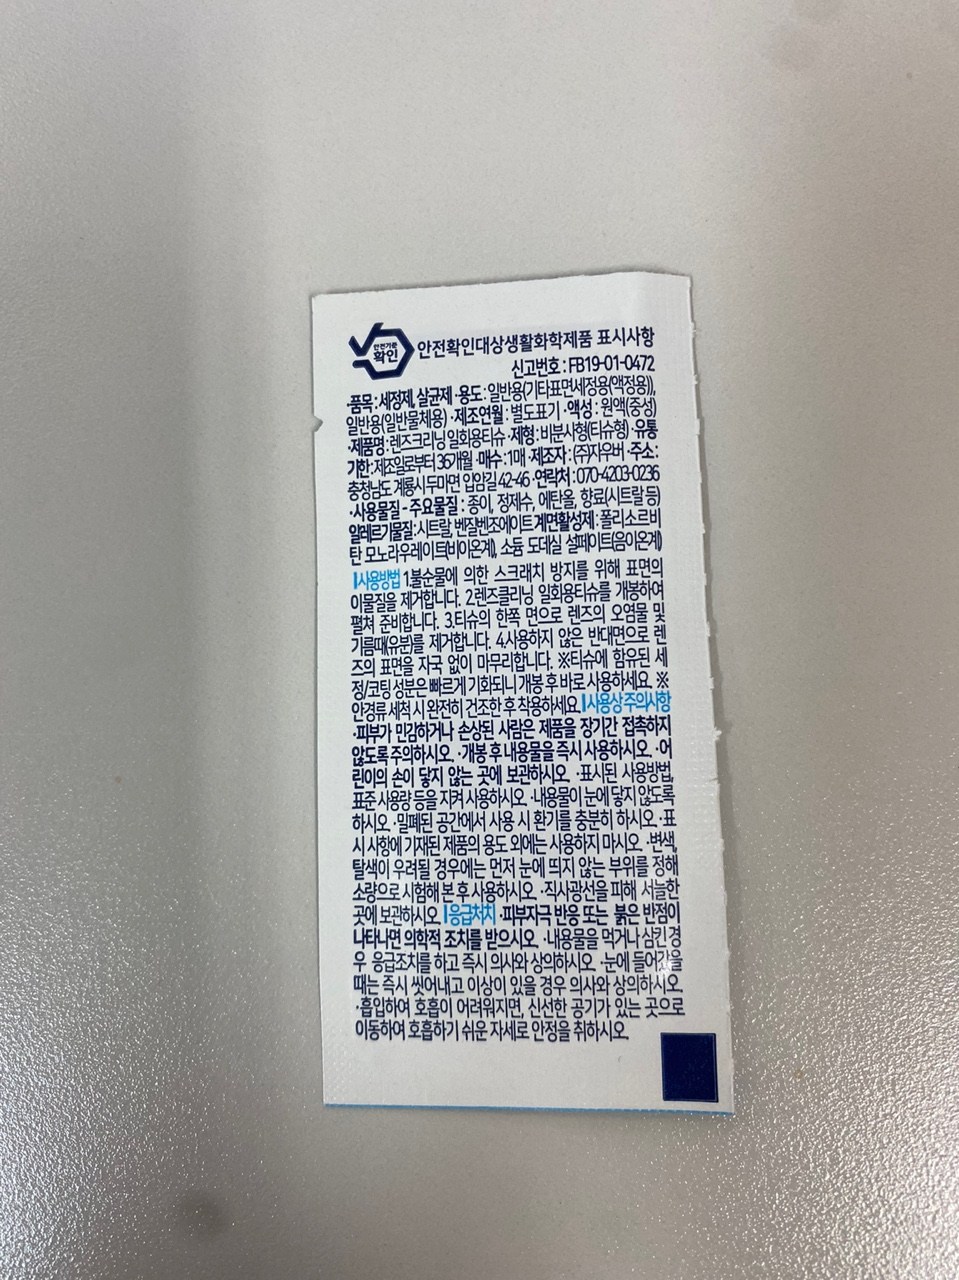 안전기준
확인
안전확인대상생활화학제품 표시사항
신고번호 : FB19-01-0472
·품목 : 세정제, 살균제 ·용도 : 일반용(기타표면세정용(액정용)),
일반용(일반물체용) ·제조연월 : 별도표기 ·액성 : 원액(중성)
·제품명 : 렌즈크리닝 일회용티슈 ·제형 : 비분사형(티슈형) ·유통
기한 : 제조일로부터 36개월 ·매수 : 1매 ·제조자 : (주)자우버 ·주소 :
충청남도 계룡시 두마면 입암길 42-46 ·연락처 : 070-4203-0236
·사용물질 - 주요물질 : 종이, 정제수, 에탄올, 향료(시트랄 등)
알레르기물질 : 시트랄, 벤질벤조에이트 계면활성제 : 폴리소르비
탄 모노라우레이트(비이온계), 소듐 도데실 설페이트(음이온계)
사용방법 1.불순물에 의한 스크래치 방지를 위해 표면의
이물질을 제거합니다. 2.렌즈클리닝 일회용티슈를 개봉하여
펼쳐 준비합니다. 3.티슈의 한쪽 면으로 렌즈의 오염물 및
기름때(유분)를 제거합니다. 4.사용하지 않은 반대면으로 렌
즈의 표면을 자국 없이 마무리합니다. ※티슈에 함유된 세
정/코팅 성분은 빠르게 기화되니 개봉 후 바로 사용하세요. ※
안경류 세척 시 완전히 건조한 후 착용하세요. 사용상 주의사항
·피부가 민감하거나 손상된 사람은 제품을 장기간 접촉하지
않도록 주의하시오. ·개봉 후 내용물을 즉시 사용하시오. ·어
린이의 손이 닿지 않는 곳에 보관하시오. ·표시된 사용방법,
표준 사용량 등을 지켜 사용하시오. ·내용물이 눈에 닿지 않도록
하시오. ·밀폐된 공간에서 사용 시 환기를 충분히 하시오. ·표
시 사항에 기재된 제품의 용도 외에는 사용하지 마시오. ·변색,
탈색이 우려될 경우에는 먼저 눈에 띄지 않는 부위를 정해
소량으로 시험해 본 후 사용하시오. ·직사광선을 피해 서늘한
곳에 보관하시오. 응급처치 ·피부자극 반응 또는 붉은 반점이
나타나면 의학적 조치를 받으시오. ·내용물을 먹거나 삼킨 경
우 응급조치를 하고 즉시 의사와 상의하시오. ·눈에 들어갔을
때는 즉시 씻어내고 이상이 있을 경우 의사와 상의하시오.
·흡입하여 호흡이 어려워지면, 신선한 공기가 있는 곳으로
이동하여 호흡하기 쉬운 자세로 안정을 취하시오.